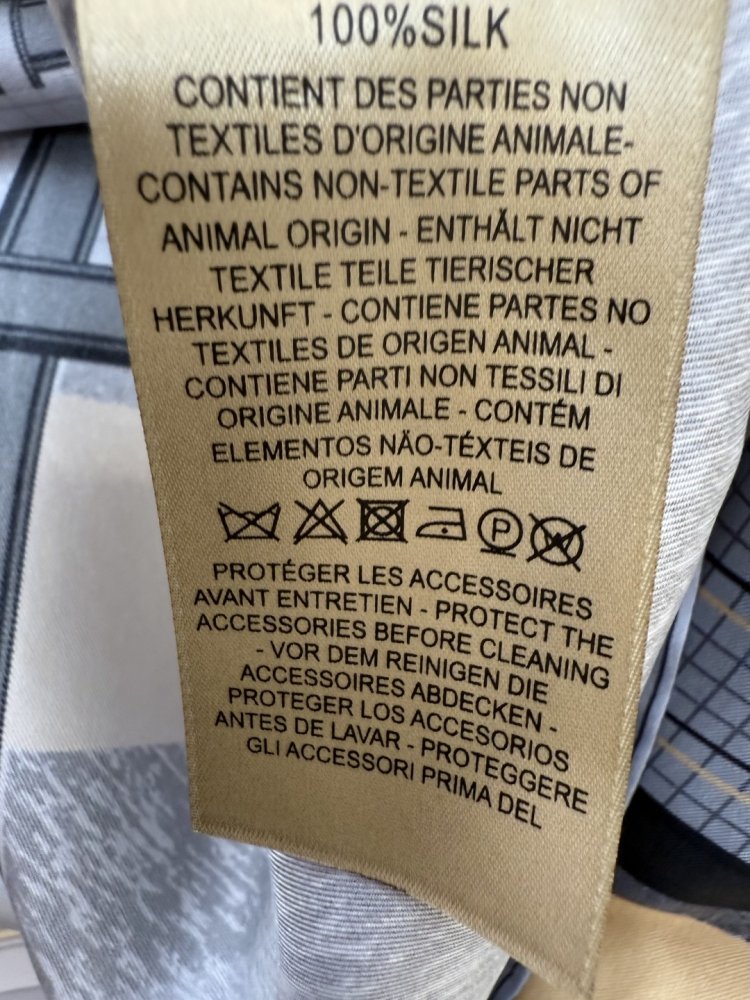 100%SILK
CONTIENT DES PARTIES NON
TEXTILES D'ORIGINE ANIMALE-
CONTAINS NON-TEXTILE PARTS OF
ANIMAL ORIGIN - ENTHÄLT NICHT
TEXTILE TEILE TIERISCHER
HERKUNFT - CONTIENE PARTES NO
TEXTILES DE ORIGEN ANIMAL -
CONTIENE PARTI NON TESSILI DI
ORIGINE ANIMALE - CONTÉM
ELEMENTOS NÄO-TÉXTEIS DE
ORIGEM ANIMAL
P W
PROTÉGER LES ACCESSOIRES
AVANT ENTRETIEN - PROTECT THE
ACCESSORIES BEFORE CLEANING
- VOR DEM REINIGEN DIE
ACCESSOIRES ABDECKEN -
PROTEGER LOS ACCESORIOS
ANTES DE LAVAR - PROTEGGERE
GLI ACCESSORI PRIMA DEL